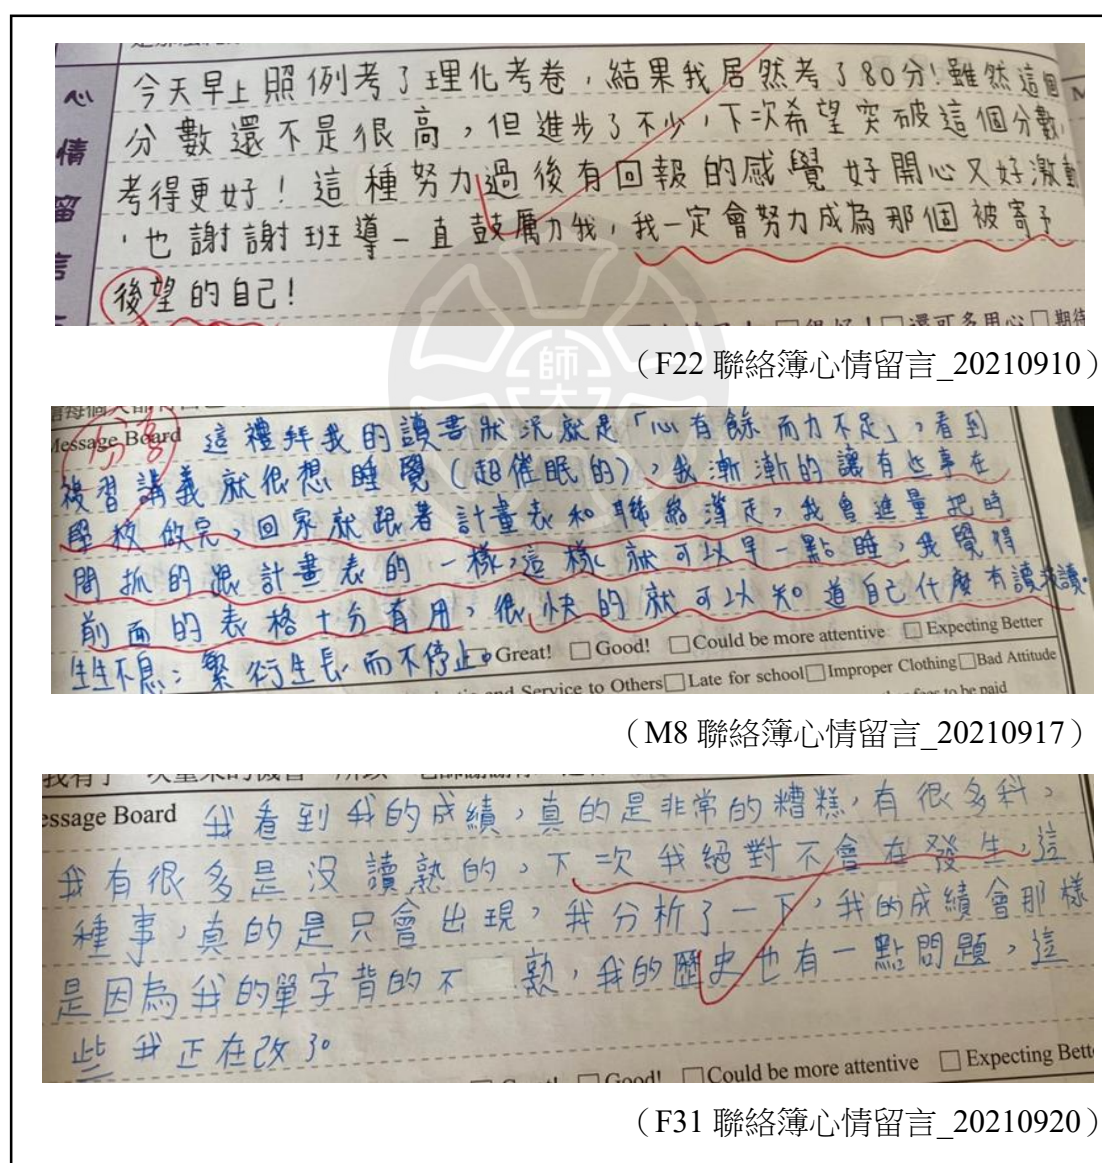 心情留言
今天早上照例考了理化考卷，結果我居然考了80分！雖然這個
分數還不是很高，但進步了不少，下次希望突破這個分數，
考得更好！這種努力過後有回報的感覺好開心又好激動
，也謝謝班導一直鼓厲力我，我一定會努力成為那個被寄予
後望的自己！
（F22 聯絡簿心情留言_20210910）
Message Board 這禮拜我的讀書狀況就是「心有餘而力不足」，看到
複習講義就很想睡覺（超催眠的），我漸漸的讓有些事在
學校做完，回家就跟著計畫表和聯絡簿走，我會進量把時
間抓的跟計畫表的一樣，這樣就可以早一點睡，我覺得
前面的表格十分有用，很快的就可以知道自己什麼有讀沒讀。
生生不息：繁衍生長而不停止。 Great! □Good! □Could be more attentive □Expecting Better
and Service to Others□Late for school□Improper Clothing□Bad Attitude
to be paid
（M8 聯絡簿心情留言_20210917）
essage Board 我看到我的成績，真的是非常的糟糕，有很多科，
我有很多是沒讀熟的，下次我絕對不會在發生，這
種事，真的是只會出現，我分析了一下，我的成績會那樣
是因為我的單字背的不 熟，我的歷史也有一點問題，這
些我正在改了。
Good! □Could be more attentive □Expecting Bett
（F31 聯絡簿心情留言_20210920）